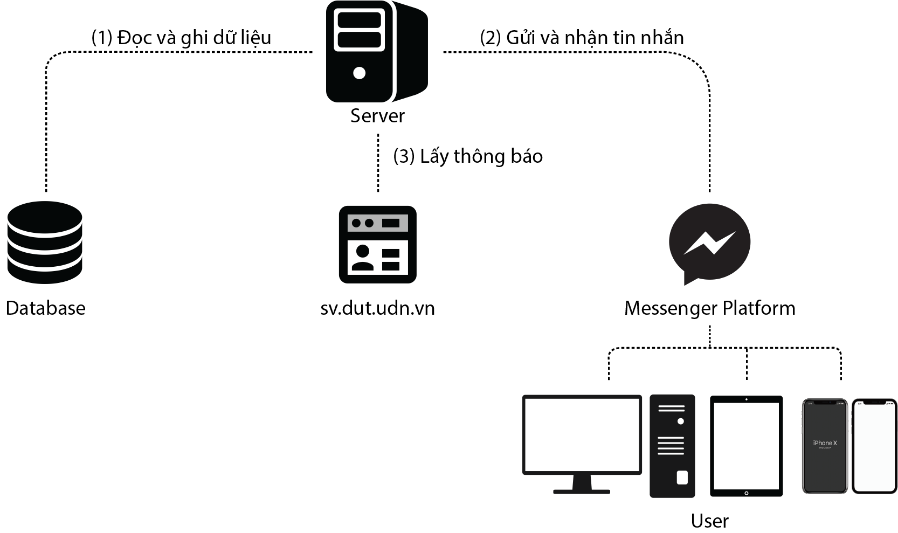 (1) Đọc và ghi dữ liệu
(2) Gửi và nhận tin nhắn
Server
(3) Lấy thông báo
Database
sv.dut.udn.vn
Messenger Platform
iPhone X
User